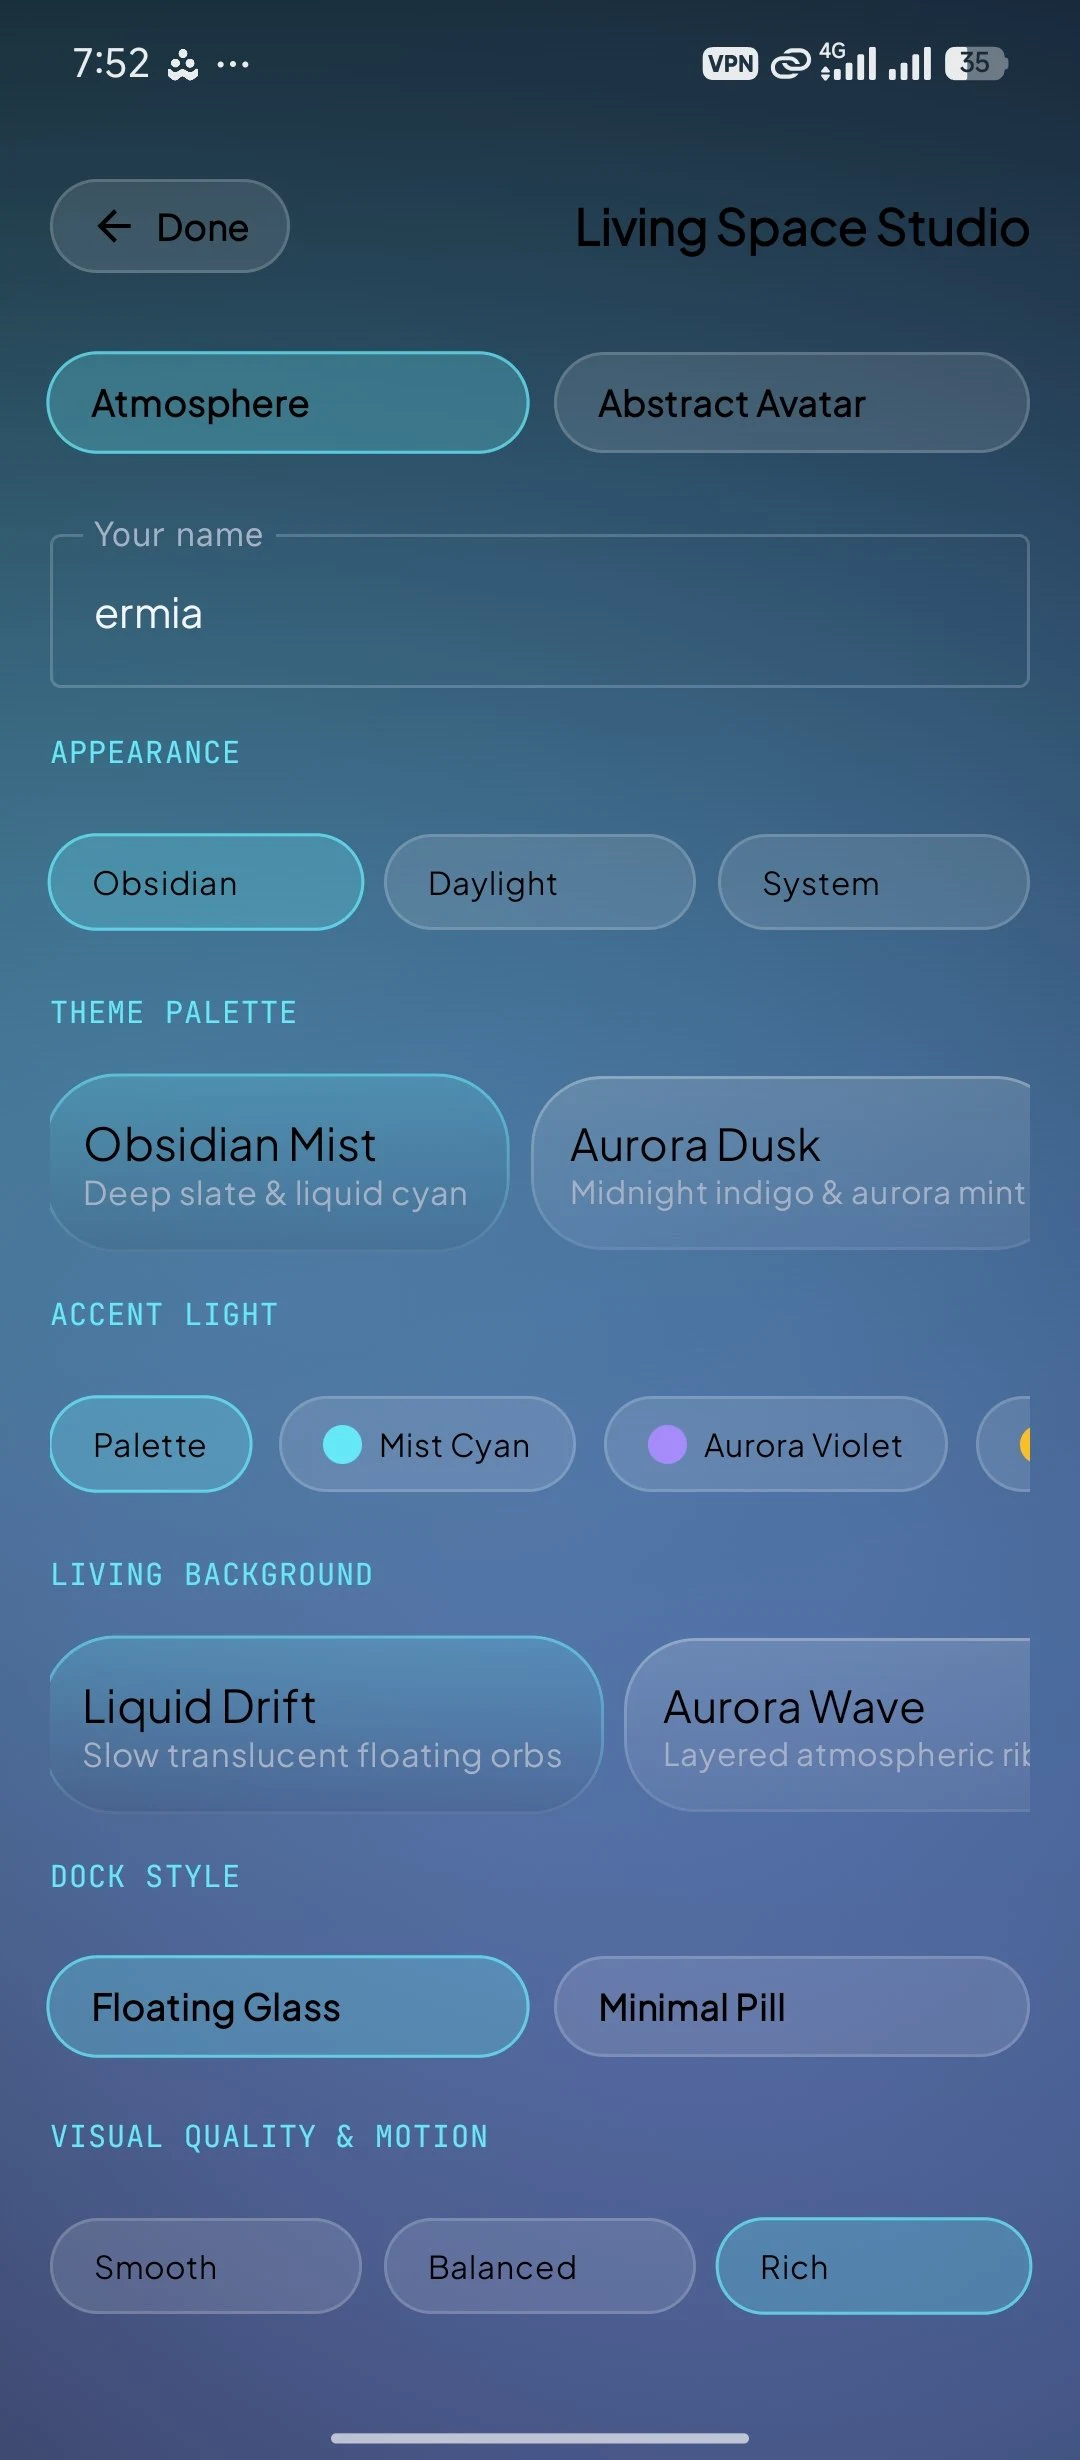 7:52 ... VPN 4G 35
Done
Living Space Studio
Atmosphere
Abstract Avatar
Your name
ermia
APPEARANCE
Obsidian
Daylight
System
THEME PALETTE
Obsidian Mist
Deep slate & liquid cyan
Aurora Dusk
Midnight indigo & aurora mint
ACCENT LIGHT
Palette
Mist Cyan
Aurora Violet
LIVING BACKGROUND
Liquid Drift
Slow translucent floating orbs
Aurora Wave
Layered atmospheric
DOCK STYLE
Floating Glass
Minimal Pill
VISUAL QUALITY & MOTION
Smooth
Balanced
Rich